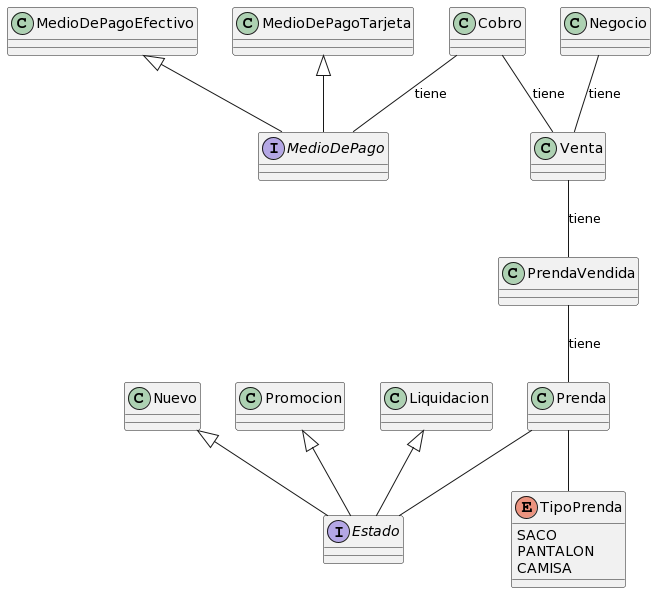 C MedioDePagoEfectivo
C MedioDePagoTarjeta
C Cobro
C Negocio
tiene
tiene
tiene
I MedioDePago
C Venta
tiene
C PrendaVendida
tiene
C Nuevo
C Promocion
C Liquidacion
C Prenda
I Estado
E TipoPrenda
SACO
PANTALON
CAMISA